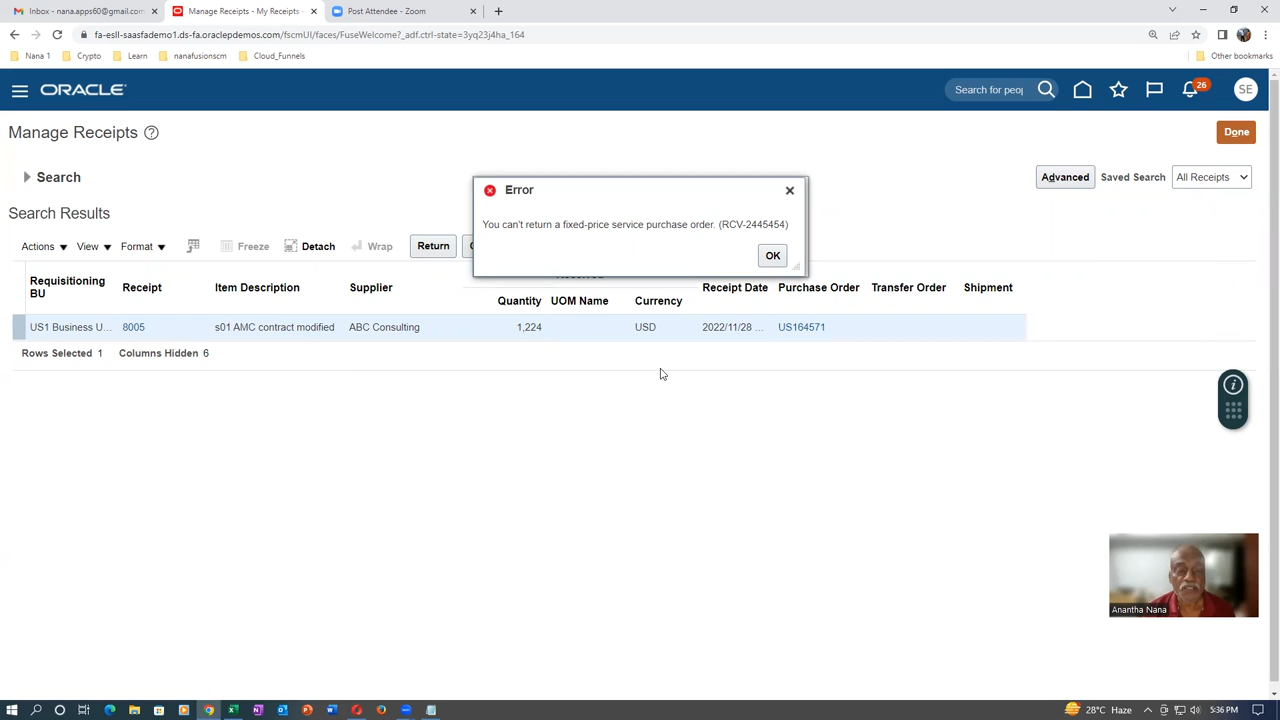 Inbox - nana.apps60@gmail.com
Manage Receipts - My Receipts -
Post Attendee - Zoom
fa-esll-saasfademo1.ds-fa.oraclepdemos.com/fscmUI/faces/FuseWelcome?_adf.ctrl-state=3yq23j4ha_164
Nana 1
Crypto
Learn
nanafusionscm
Cloud_Funnels
Other bookmarks
ORACLE
Search for peop
26
SE
Manage Receipts
Done
Search
Advanced
Saved Search
All Receipts
Search Results
Error
You can't return a fixed-price service purchase order. (RCV-2445454)
OK
Actions
View
Format
Freeze
Detach
Wrap
Return
Requisitioning
BU
Receipt
Item Description
Supplier
Quantity
UOM Name
Currency
Receipt Date
Purchase Order
Transfer Order
Shipment
US1 Business U...
8005
s01 AMC contract modified
ABC Consulting
1,224
USD
2022/11/28 ...
US164571
Rows Selected 1
Columns Hidden 6
Anantha Nana
28°C Haze
5:36 PM